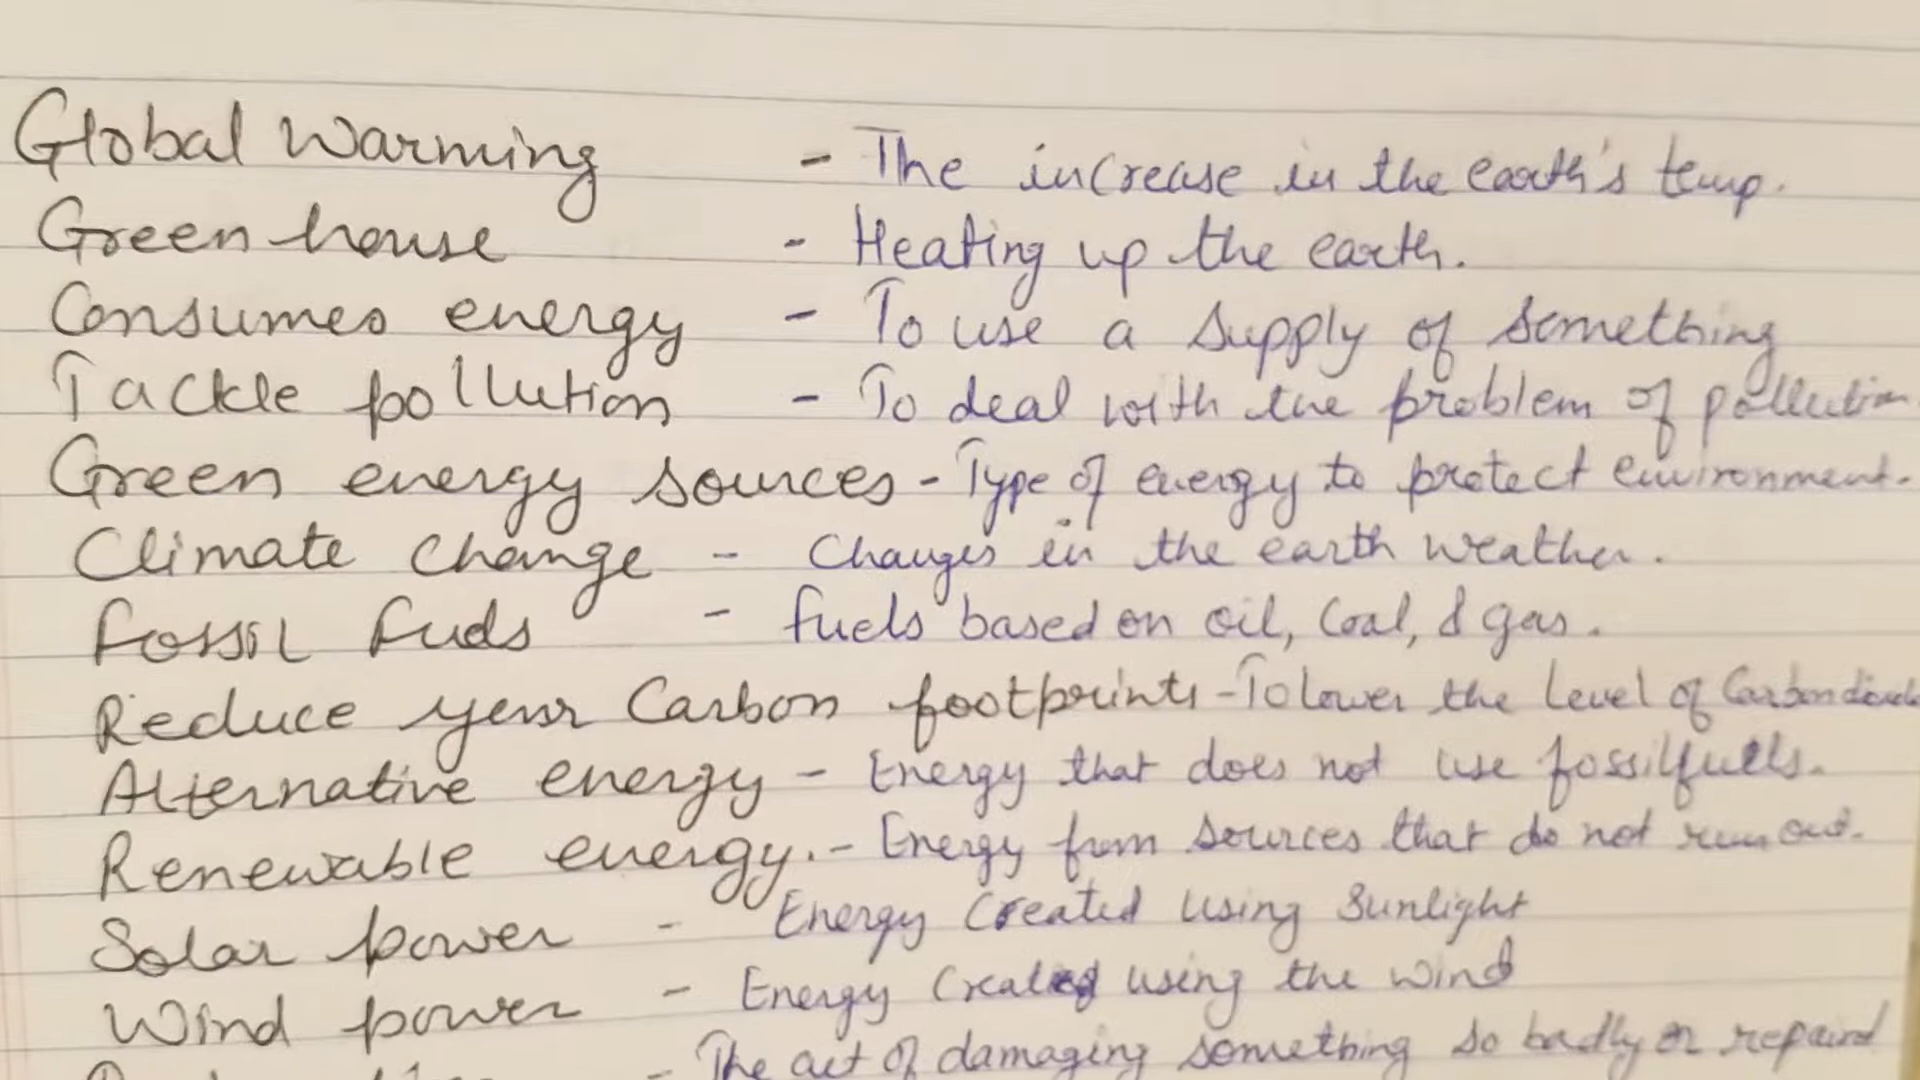 Global Warming - The increase in the earth's temp.
Green house - Heating up the earth.
Consumes energy - To use a supply of something
Tackle pollution - To deal with the problem of pollution
Green energy sources - Type of energy to protect environment.
Climate change - Changes in the earth weather.
Fossil fuels - fuels based on oil, Coal, & gas.
Reduce your Carbon footprints - To lower the level of Carbon
Alternative energy - Energy that does not use fossilfuells.
Renewable energy. - Energy from sources that do not run out.
Solar power - Energy Created using Sunlight
Wind power - Energy Created using the Wind
- The act of damaging something so badly or repaird